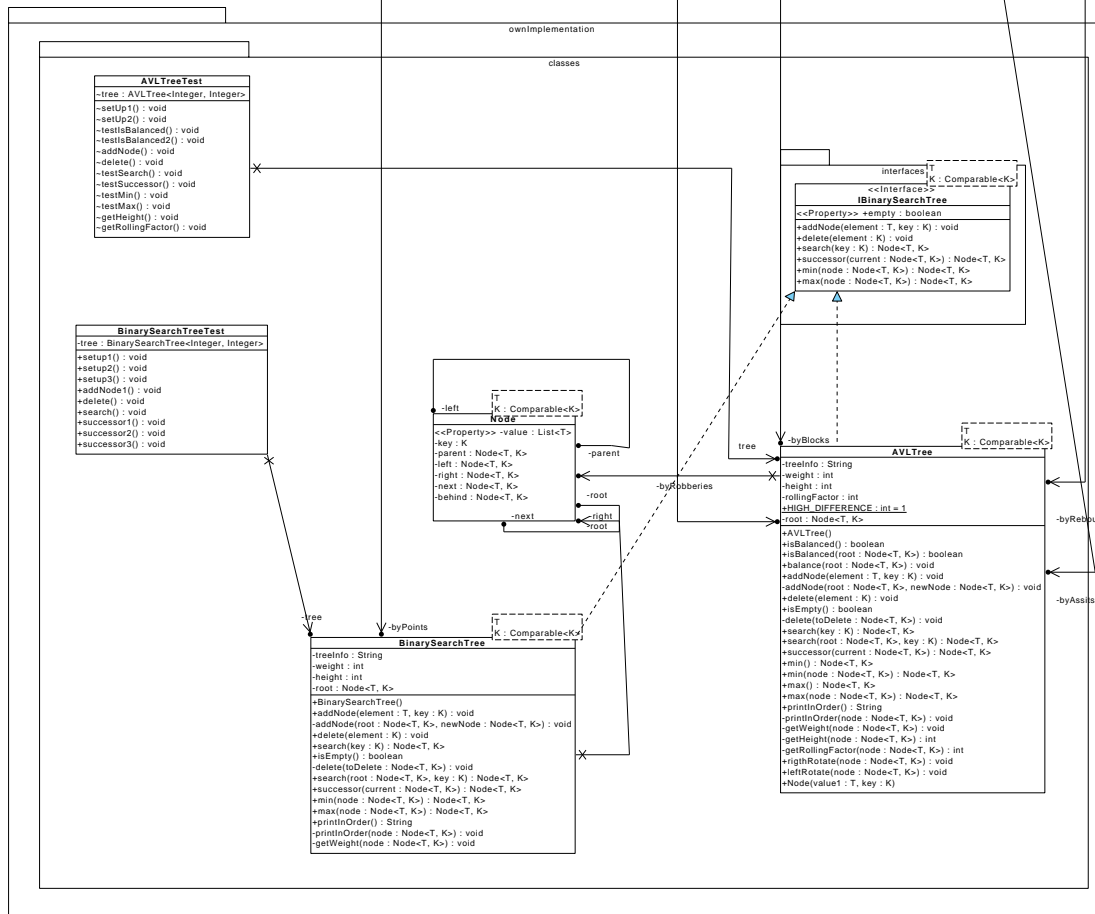 ownImplementation
classes
AVLTreeTest
~tree : AVLTree<Integer, Integer>
~setUp1() : void
~setUp2() : void
~testIsBalanced() : void
~testIsBalanced2() : void
~addNode() : void
~delete() : void
~testSearch() : void
~testSuccessor() : void
~testMin() : void
~testMax() : void
~getHeight() : void
~getRollingFactor() : void
interfaces
T
K : Comparable<K>
<<Interface>>
IBinarySearchTree
<<Property>> +empty : boolean
+addNode(element : T, key : K) : void
+delete(element : K) : void
+search(key : K) : Node<T, K>
+successor(current : Node<T, K>) : Node<T, K>
+min(node : Node<T, K>) : Node<T, K>
+max(node : Node<T, K>) : Node<T, K>
BinarySearchTreeTest
-tree : BinarySearchTree<Integer, Integer>
+setup1() : void
+setup2() : void
+setup3() : void
+addNode1() : void
+delete() : void
+search() : void
+successor1() : void
+successor2() : void
+successor3() : void
-left
T
K : Comparable<K>
Node
<<Property>> -value : List<T>
-key : K
-parent : Node<T, K>
-left : Node<T, K>
-right : Node<T, K>
-next : Node<T, K>
-behind : Node<T, K>
-parent
-root
-right
-root
-next
tree
-byBlocks
-byRobberies
T
K : Comparable<K>
AVLTree
-treeInfo : String
-weight : int
-height : int
-rollingFactor : int
+HIGH_DIFFERENCE : int = 1
-root : Node<T, K>
+AVLTree()
+isBalanced() : boolean
+isBalanced(root : Node<T, K>) : boolean
+balance(root : Node<T, K>) : void
+addNode(element : T, key : K) : void
-addNode(root : Node<T, K>, newNode : Node<T, K>) : void
+delete(element : K) : void
+isEmpty() : boolean
-delete(toDelete : Node<T, K>) : void
+search(key : K) : Node<T, K>
+search(root : Node<T, K>, key : K) : Node<T, K>
+successor(current : Node<T, K>) : Node<T, K>
+min() : Node<T, K>
+min(node : Node<T, K>) : Node<T, K>
+max() : Node<T, K>
+max(node : Node<T, K>) : Node<T, K>
+printInOrder() : String
-printInOrder(node : Node<T, K>) : void
-getWeight(node : Node<T, K>) : void
-getHeight(node : Node<T, K>) : int
-getRollingFactor(node : Node<T, K>) : int
+rigthRotate(node : Node<T, K>) : void
+leftRotate(node : Node<T, K>) : void
+Node(value1 : T, key : K)
-byRebou
-byAssits
-tree
-byPoints
T
K : Comparable<K>
BinarySearchTree
-treeInfo : String
-weight : int
-height : int
-root : Node<T, K>
+BinarySearchTree()
+addNode(element : T, key : K) : void
-addNode(root : Node<T, K>, newNode : Node<T, K>) : void
+delete(element : K) : void
+search(key : K) : Node<T, K>
+isEmpty() : boolean
-delete(toDelete : Node<T, K>) : void
+search(root : Node<T, K>, key : K) : Node<T, K>
+successor(current : Node<T, K>) : Node<T, K>
+min(node : Node<T, K>) : Node<T, K>
+max(node : Node<T, K>) : Node<T, K>
+printInOrder() : String
-printInOrder(node : Node<T, K>) : void
-getWeight(node : Node<T, K>) : void